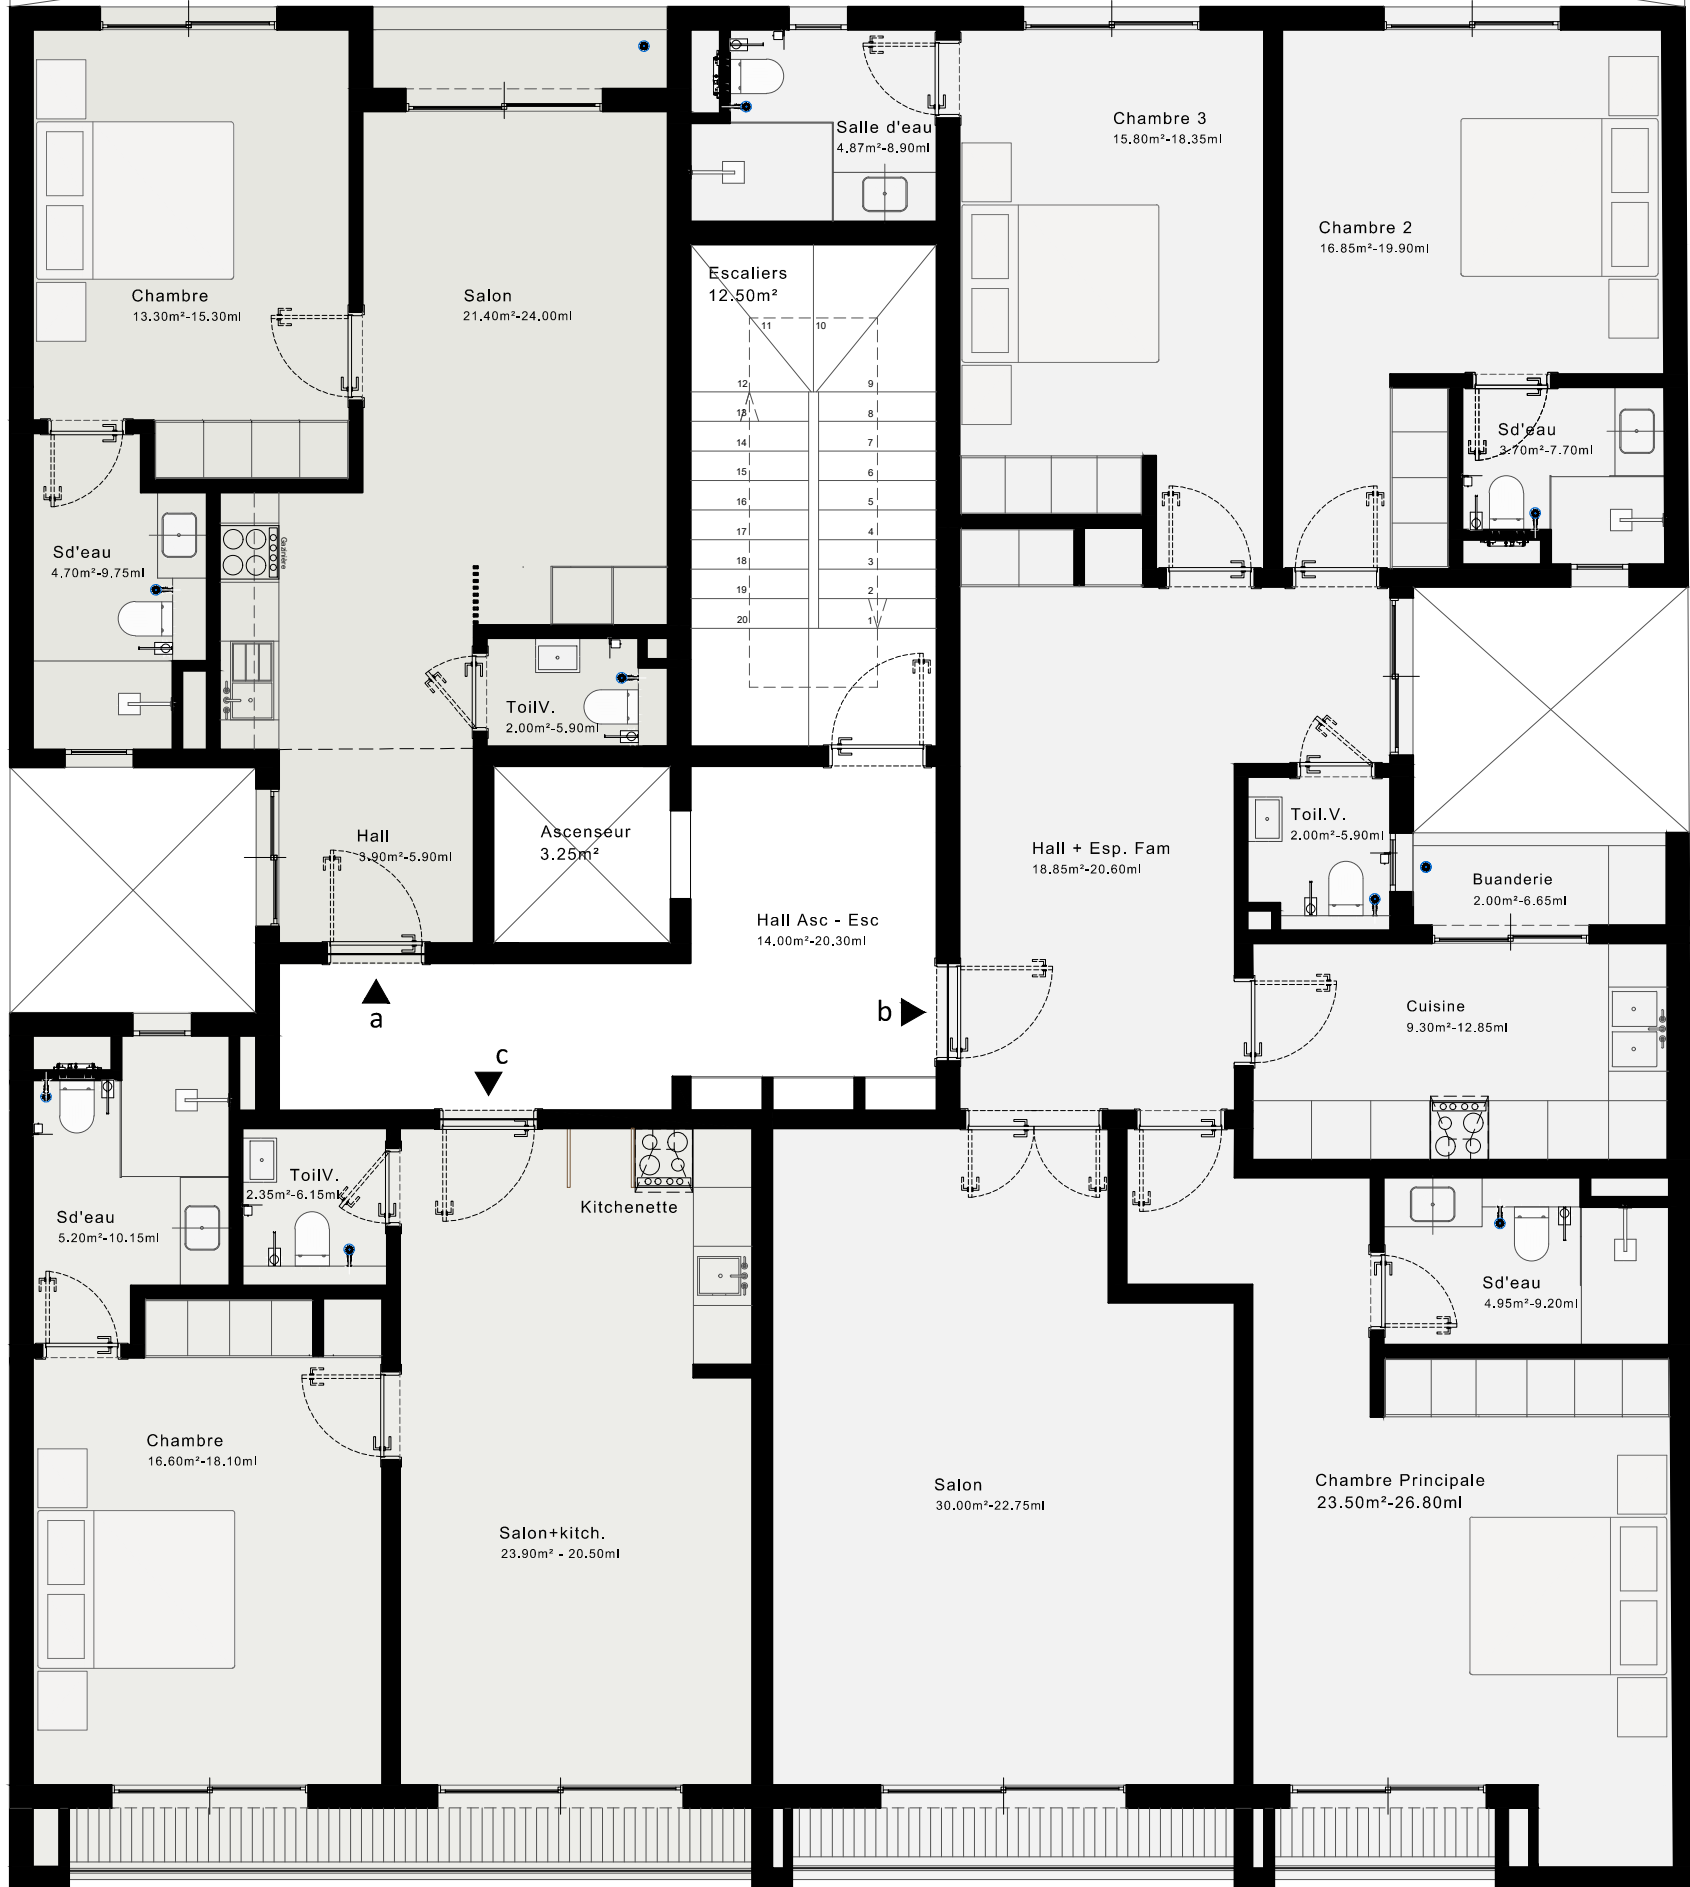 Chambre
13.30m²-15.30ml
Salon
21.40m²-24.00ml
Salle d'eau
4.87m²-8.90ml
Chambre 3
15.80m²-18.35ml
Chambre 2
16.85m²-19.90ml
Escaliers
12.50m²
11
10
12
13
14
15
16
17
18
19
20
9
8
7
6
5
4
3
2
1
Sd'eau
3.70m²-7.70ml
Sd'eau
4.70m²-9.75ml
Gazinière
ToilV.
2.00m²-5.90ml
Hall
3.90m²-5.90ml
Ascenseur
3.25m²
Hall Asc - Esc
14.00m²-20.30ml
Hall + Esp. Fam
18.85m²-20.60ml
Toil.V.
2.00m²-5.90ml
Buanderie
2.00m²-6.65ml
Cuisine
9.30m²-12.85ml
a
b
c
ToilV.
2.35m²-6.15ml
Sd'eau
5.20m²-10.15ml
Kitchenette
Sd'eau
4.95m²-9.20ml
Chambre
16.60m²-18.10ml
Salon+kitch.
23.90m² - 20.50ml
Salon
30.00m²-22.75ml
Chambre Principale
23.50m²-26.80ml